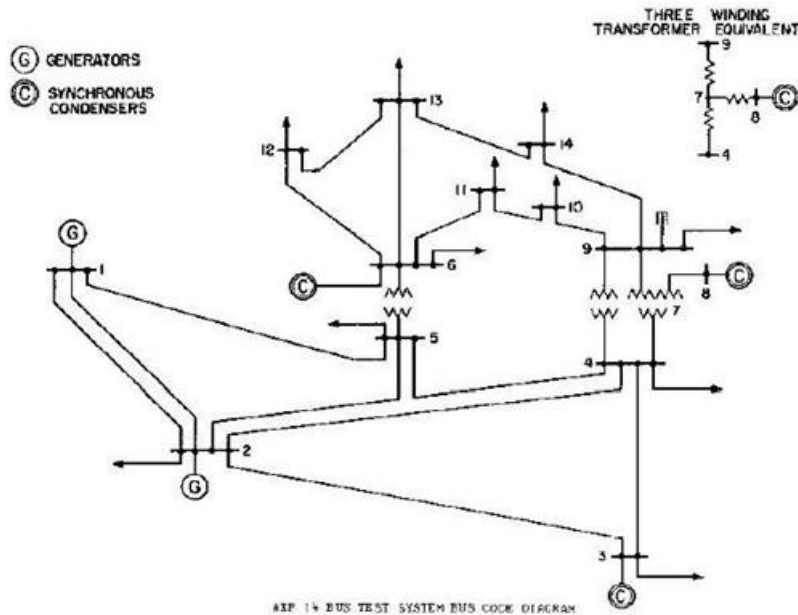 THREE WINDING
TRANSFORMER EQUIVALENT
9
7
C
8
4
G GENERATORS
C SYNCHRONOUS
CONDENSERS
13
12
14
11
10
G
1
6
9
C
8
C
7
5
4
2
G
3
C
AEP 14 BUS TEST SYSTEM BUS CODE DIAGRAM